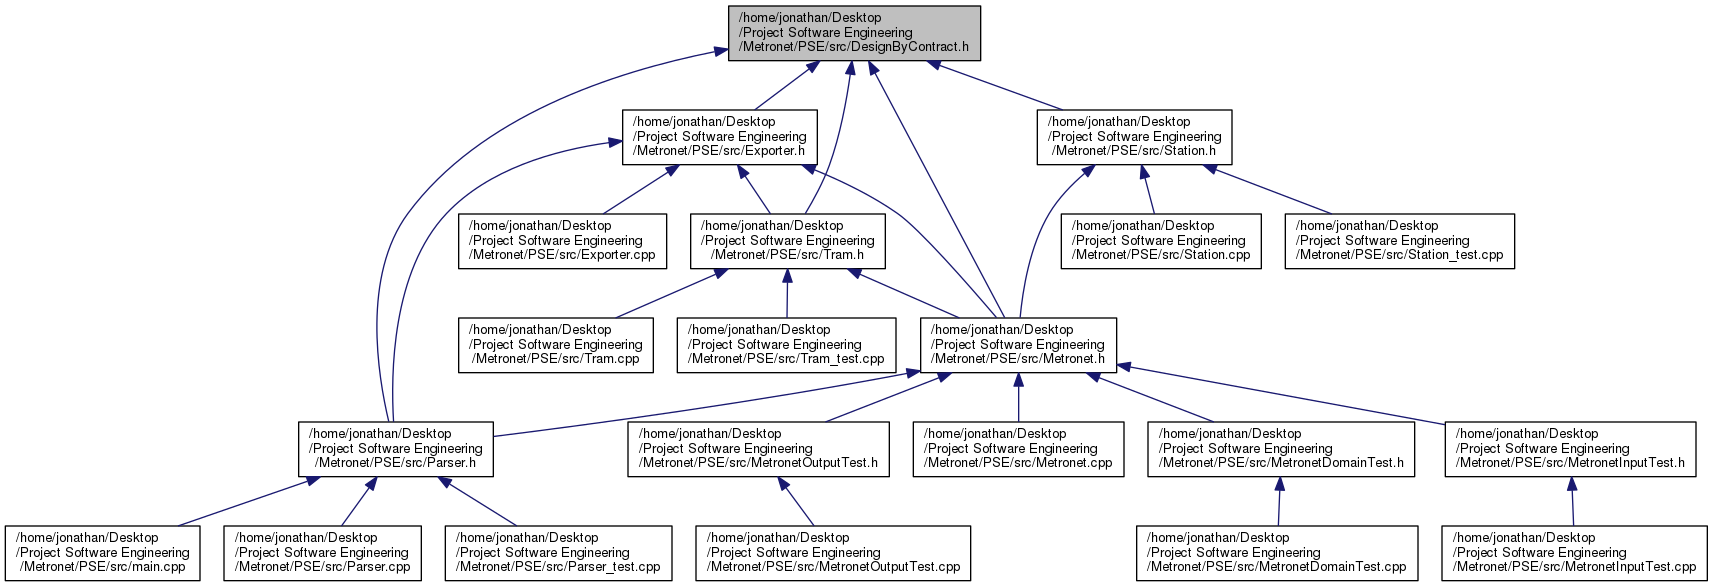 /home/jonathan/Desktop
/Project Software Engineering
/Metronet/PSE/src/DesignByContract.h
/home/jonathan/Desktop
/Project Software Engineering
/Metronet/PSE/src/Exporter.h
/home/jonathan/Desktop
/Project Software Engineering
/Metronet/PSE/src/Station.h
/home/jonathan/Desktop
/Project Software Engineering
/Metronet/PSE/src/Exporter.cpp
/home/jonathan/Desktop
/Project Software Engineering
/Metronet/PSE/src/Tram.h
/home/jonathan/Desktop
/Project Software Engineering
/Metronet/PSE/src/Station.cpp
/home/jonathan/Desktop
/Project Software Engineering
/Metronet/PSE/src/Station_test.cpp
/home/jonathan/Desktop
/Project Software Engineering
/Metronet/PSE/src/Tram.cpp
/home/jonathan/Desktop
/Project Software Engineering
/Metronet/PSE/src/Tram_test.cpp
/home/jonathan/Desktop
/Project Software Engineering
/Metronet/PSE/src/Metronet.h
/home/jonathan/Desktop
/Project Software Engineering
/Metronet/PSE/src/Parser.h
/home/jonathan/Desktop
/Project Software Engineering
/Metronet/PSE/src/MetronetOutputTest.h
/home/jonathan/Desktop
/Project Software Engineering
/Metronet/PSE/src/Metronet.cpp
/home/jonathan/Desktop
/Project Software Engineering
/Metronet/PSE/src/MetronetDomainTest.h
/home/jonathan/Desktop
/Project Software Engineering
/Metronet/PSE/src/MetronetInputTest.h
/home/jonathan/Desktop
/Project Software Engineering
/Metronet/PSE/src/main.cpp
/home/jonathan/Desktop
/Project Software Engineering
/Metronet/PSE/src/Parser.cpp
/home/jonathan/Desktop
/Project Software Engineering
/Metronet/PSE/src/Parser_test.cpp
/home/jonathan/Desktop
/Project Software Engineering
/Metronet/PSE/src/MetronetOutputTest.cpp
/home/jonathan/Desktop
/Project Software Engineering
/Metronet/PSE/src/MetronetDomainTest.cpp
/home/jonathan/Desktop
/Project Software Engineering
/Metronet/PSE/src/MetronetInputTest.cpp